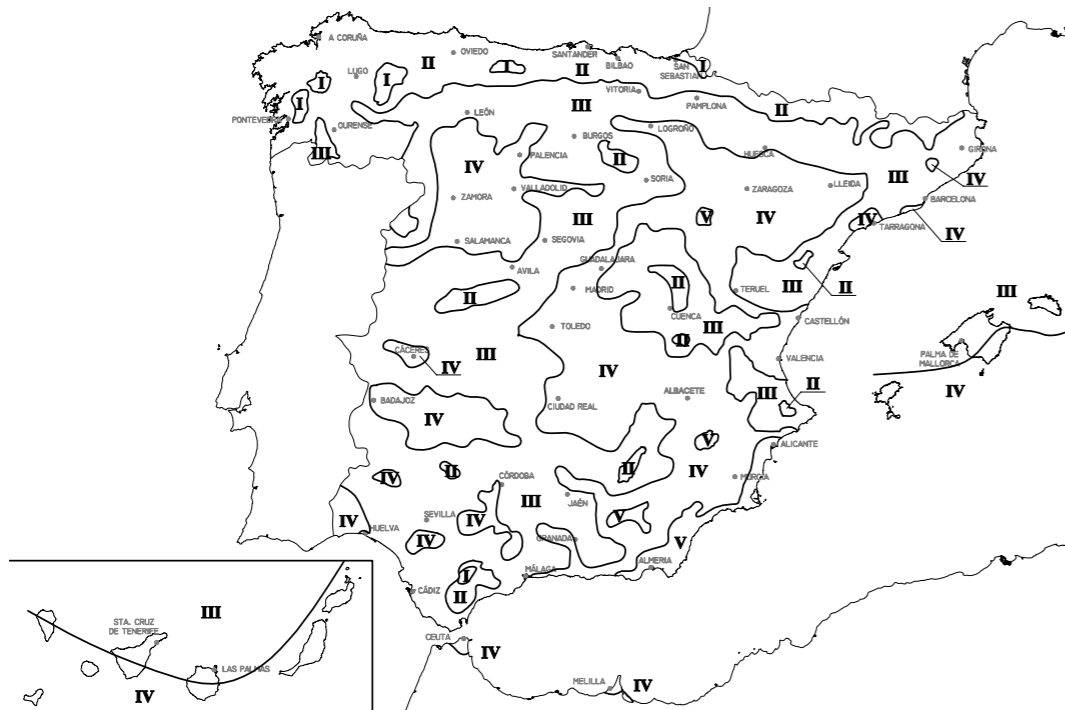 A CORUÑA
OVIEDO
SANTANDER
II
I
II
BILBAO
SAN
SEBASTIAN
I
LUGO
I
I
VITORIA
PAMPLONA
II
I
PONTEVEDRA
OURENSE
LEÓN
III
BURGOS
LOGROÑO
HUESCA
GIRONA
III
IV
PALENCIA
II
SORIA
ZARAGOZA
LLEIDA
III
IV
ZAMORA
VALLADOLID
BARCELONA
III
V
IV
IV
TARRAGONA
IV
SALAMANCA
SEGOVIA
AVILA
GUADALAJARA
MADRID
II
II
TERUEL
III
II
III
CUENCA
CASTELLÓN
TOLEDO
III
II
PALMA DE
MALLORCA
CÁCERES
IV
III
IV
VALENCIA
IV
BADAJOZ
IV
CIUDAD REAL
ALBACETE
III
II
V
ALICANTE
IV
II
CÓRDOBA
II
IV
MURCIA
III
JAÉN
IV
HUELVA
SEVILLA
IV
IV
V
GRANADA
V
I
MÁLAGA
ALMERIA
CÁDIZ
II
CEUTA
IV
MELILLA
IV
III
STA. CRUZ
DE TENERIFE
LAS PALMAS
IV